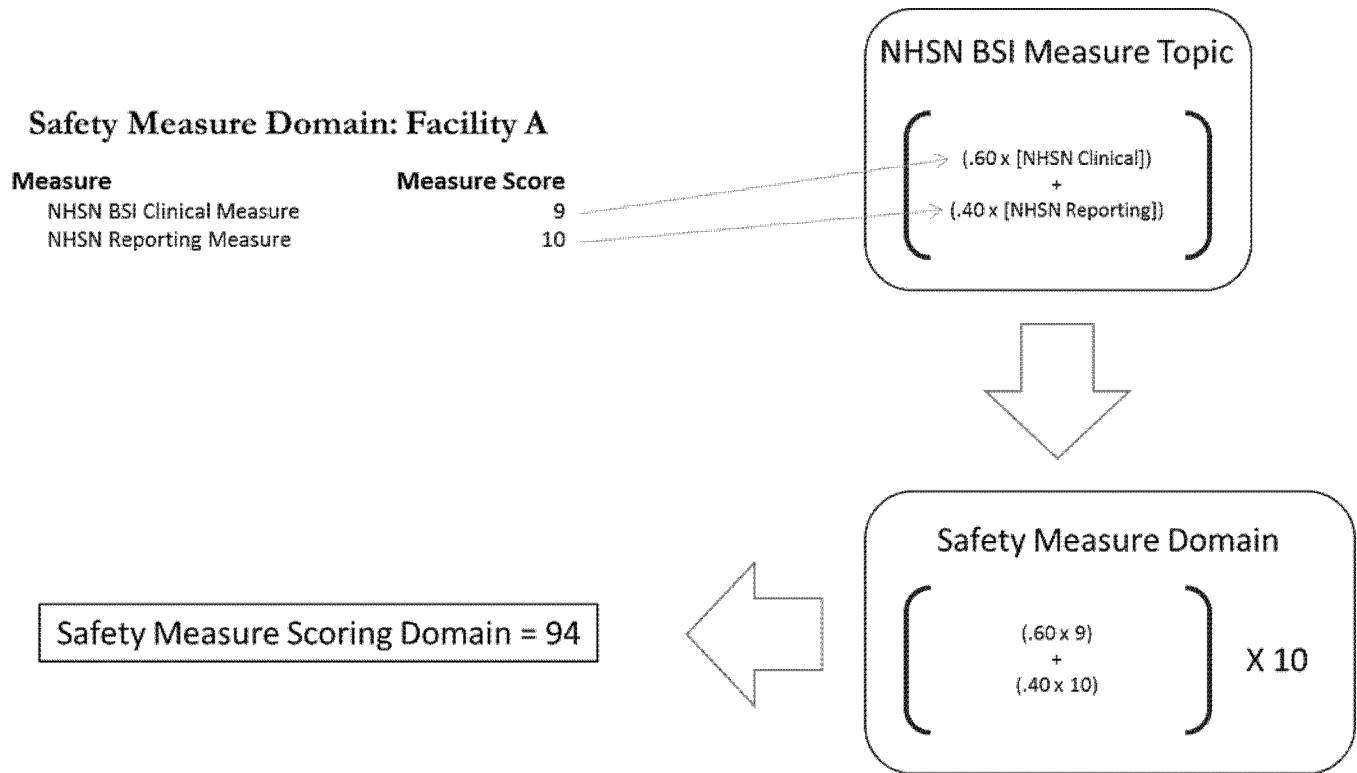 NHSN BSI Measure Topic
(.60 x [NHSN Clinical])
+
(.40 x [NHSN Reporting])
Safety Measure Domain: Facility A
Measure Measure Score
NHSN BSI Clinical Measure 9
NHSN Reporting Measure 10
Safety Measure Domain
(.60 x 9)
+
(.40 x 10)
X 10
Safety Measure Scoring Domain = 94